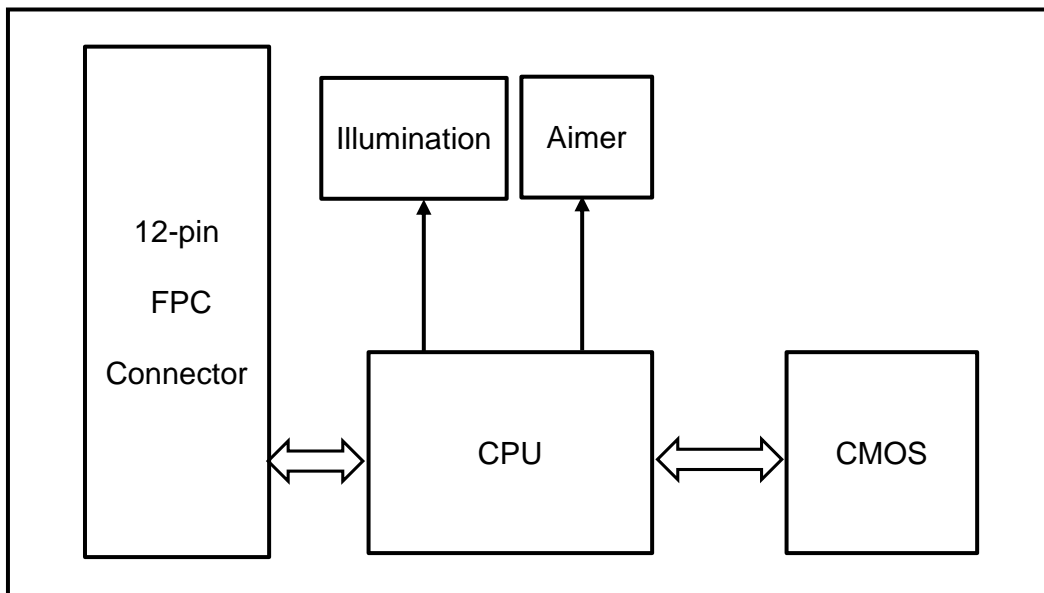 12-pin
FPC
Connector
Illumination
Aimer
CPU
CMOS